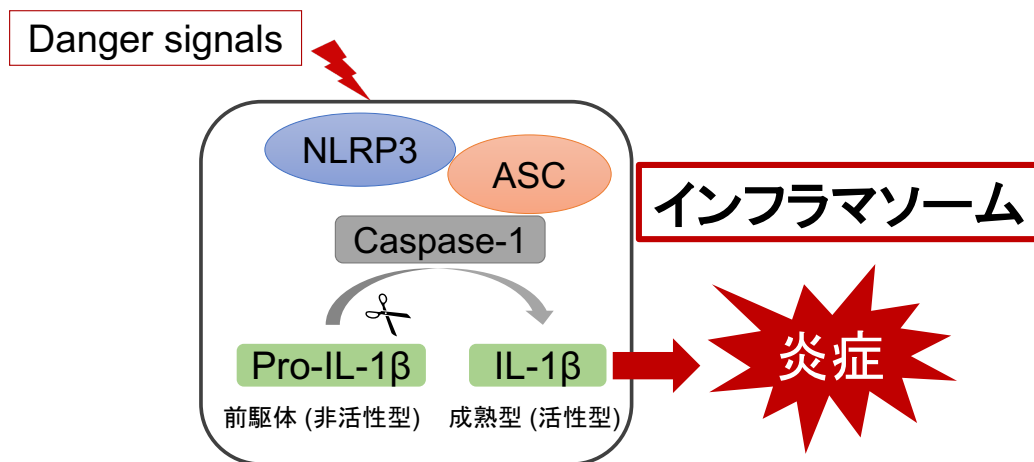 Danger signals
NLRP3
ASC
インフラマソーム
Caspase-1
Pro-IL-1β
IL-1β
炎症
前駆体 (非活性型)
成熟型 (活性型)